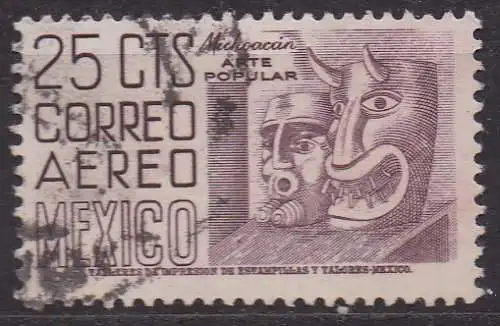 25 CTS
CORREO
AEREO
MEXICO
Michoacán
ARTE
POPULAR
TALLERES DE IMPRESION DE ESTAMPILLAS Y VALORES-MEXICO.